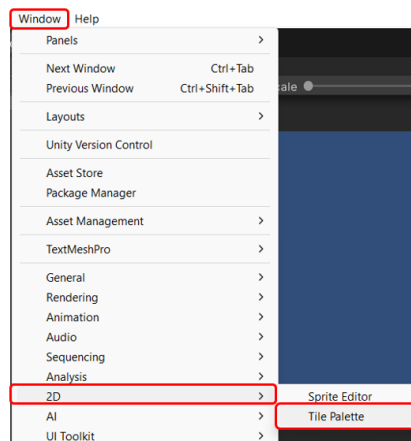 Window Help
Panels >
Next Window Ctrl+Tab
Previous Window Ctrl+Shift+Tab
cale
Layouts >
Unity Version Control
Asset Store
Package Manager
Asset Management >
TextMeshPro >
General >
Rendering >
Animation >
Audio >
Sequencing >
Analysis >
2D > Sprite Editor
AI > Tile Palette
UI Toolkit >